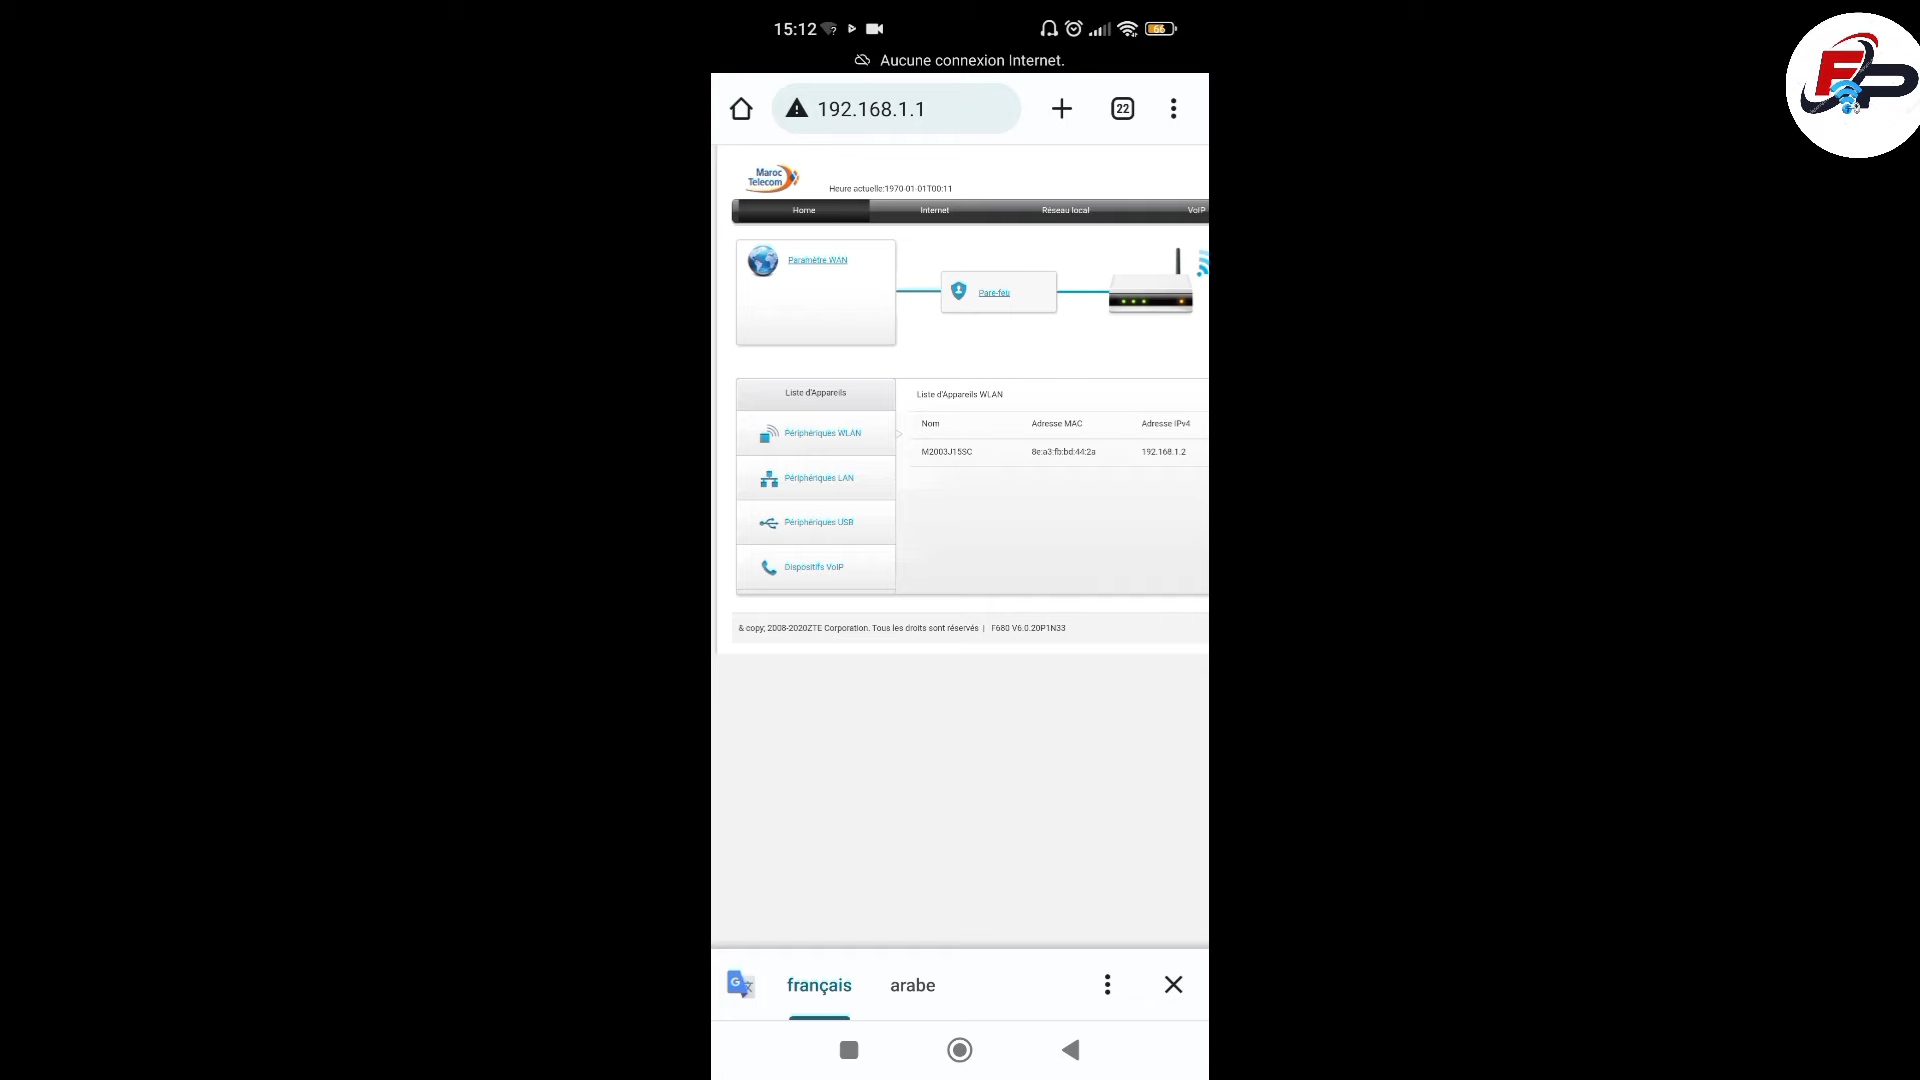 15:12
66
Aucune connexion Internet.
192.168.1.1
22
FP
Maroc
Telecom
Heure actuelle:1970-01-01T00:11
Home
Internet
Réseau local
VoIP
Paramètre WAN
Pare-feu
Liste d'Appareils
Liste d'Appareils WLAN
Nom
Adresse MAC
Adresse IPv4
Périphériques WLAN
M2003J15SC
8e:a3:fb:bd:44:2a
192.168.1.2
Périphériques LAN
Périphériques USB
Dispositifs VoIP
& copy; 2008-2020ZTE Corporation. Tous les droits sont réservés | F680 V6.0.20P1N33
français
arabe